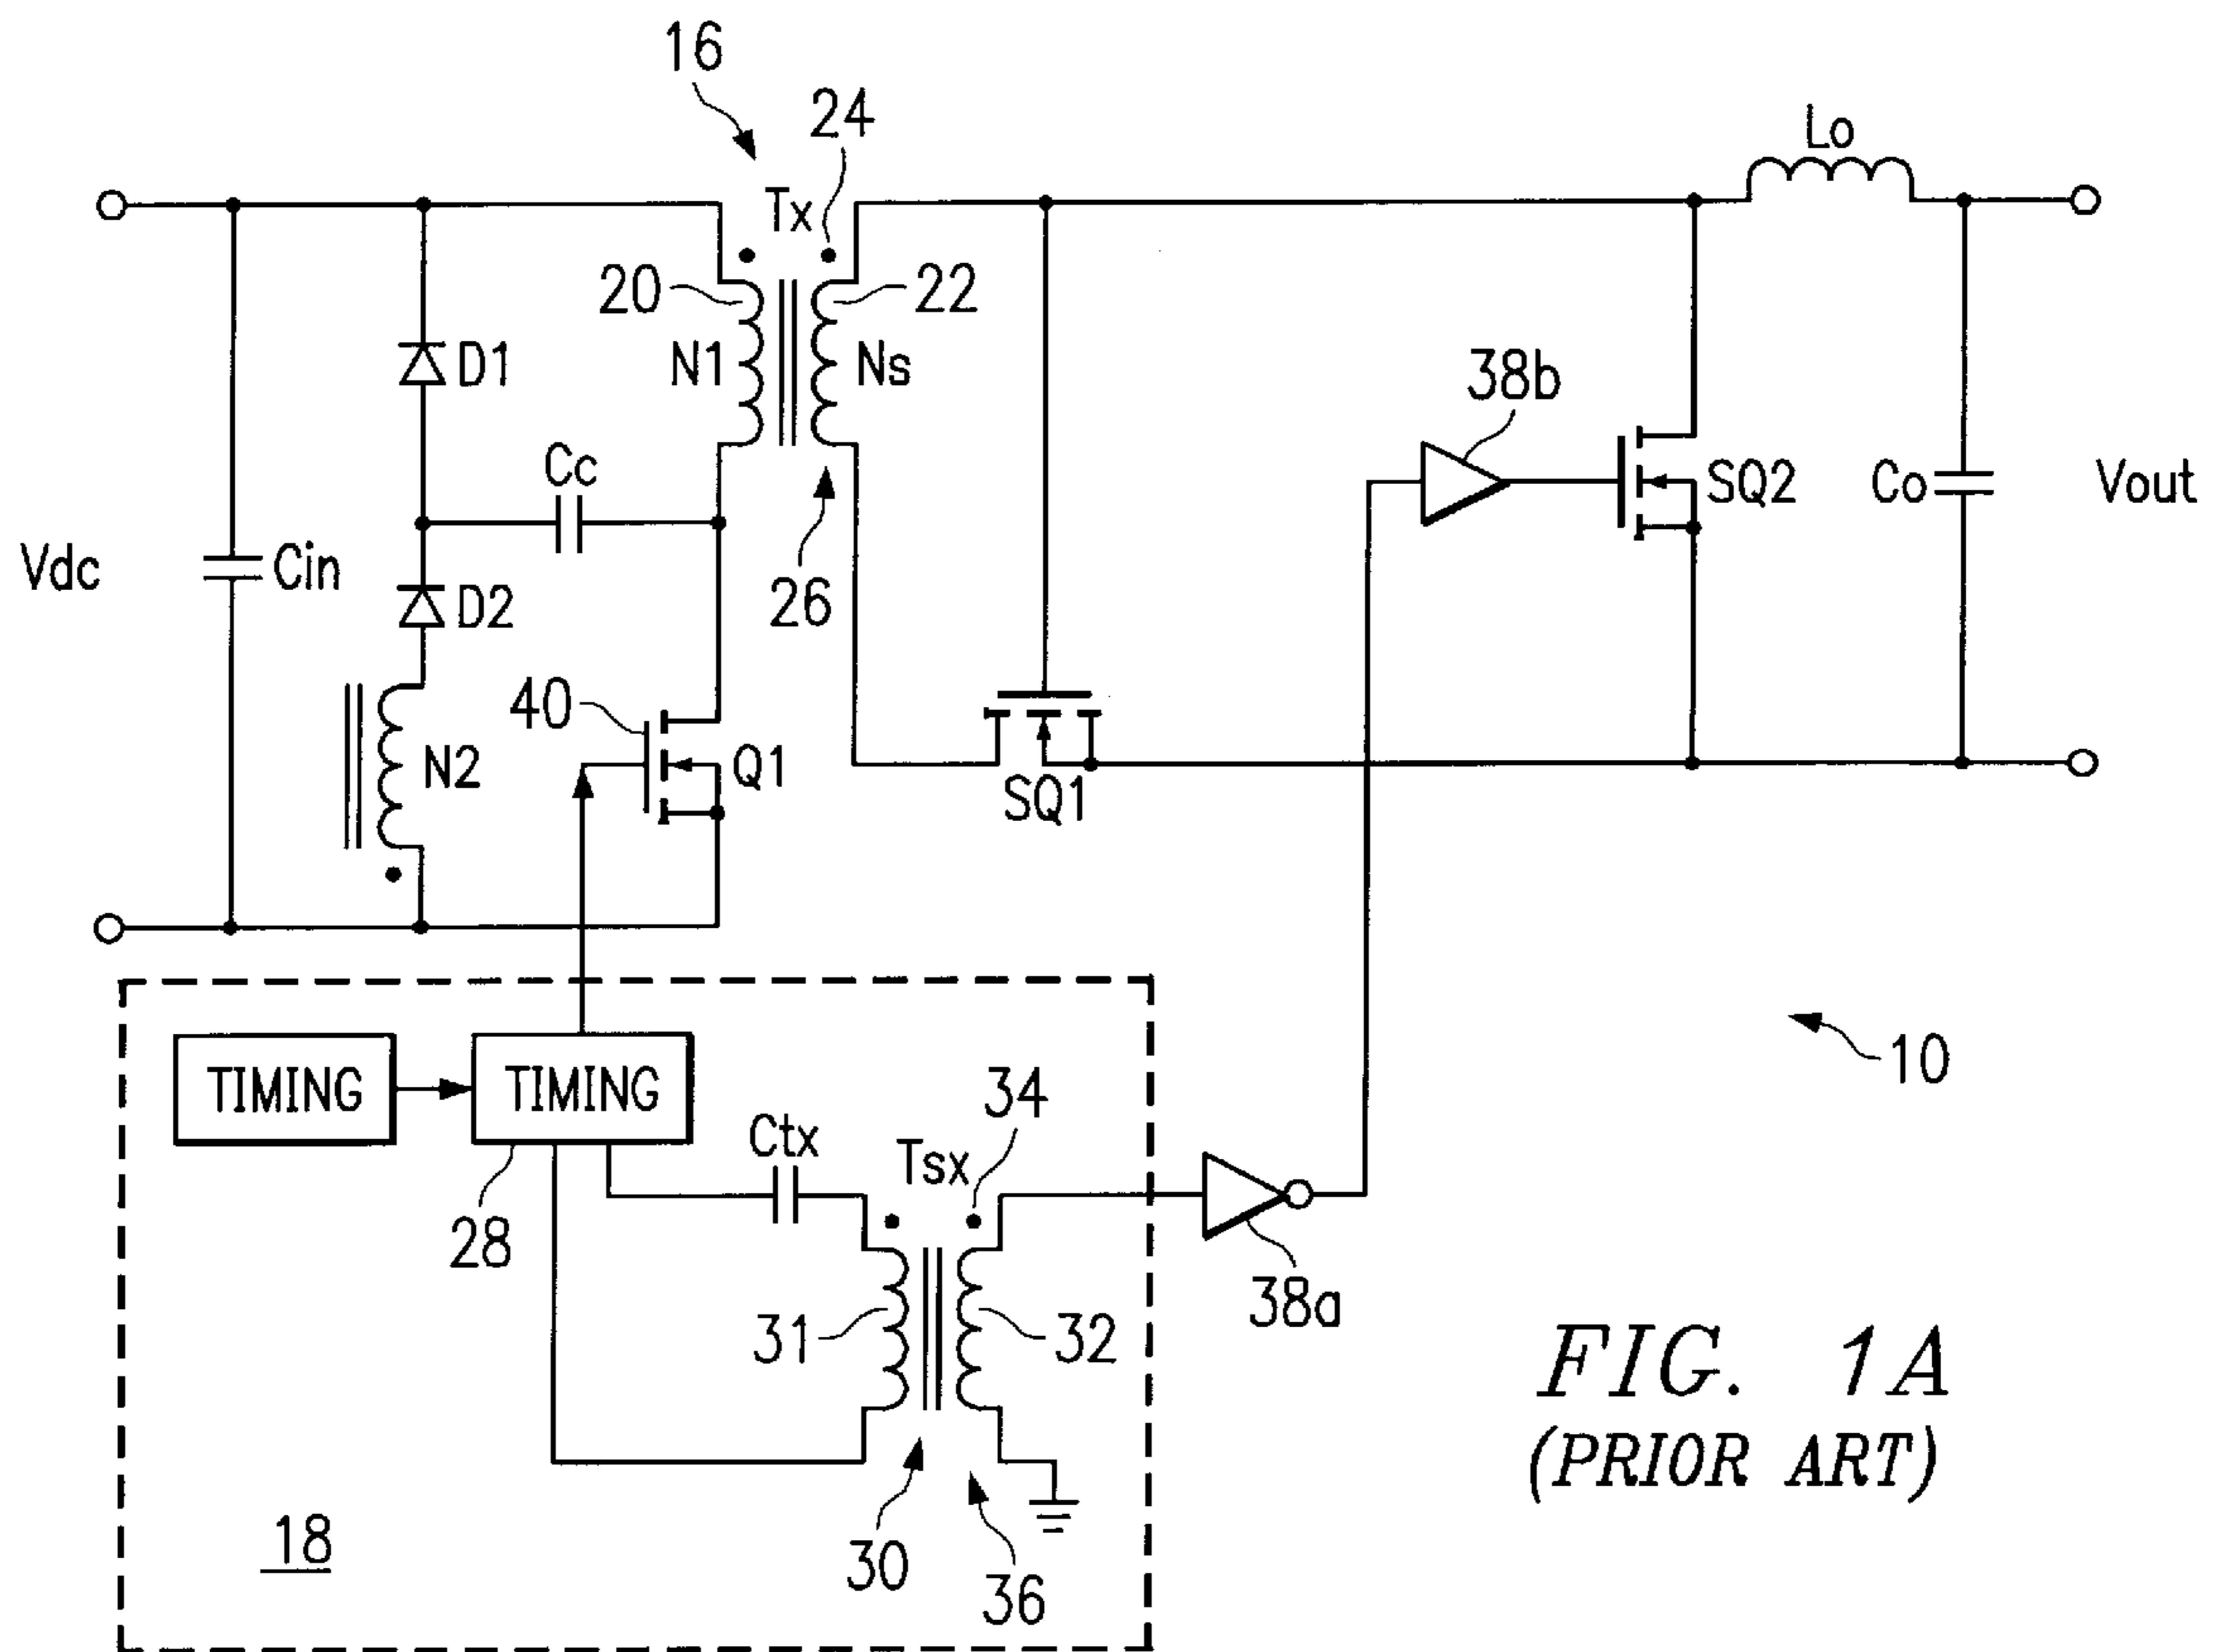 16
24
Lo
Tx
20
22
D1
N1
Ns
38b
Cc
SQ2
Co
Vout
Vdc
Cin
D2
26
40
N2
Q1
SQ1
10
TIMING
TIMING
34
Ctx
Tsx
28
38a
31
32
FIG. 1A
(PRIOR ART)
18
30
36